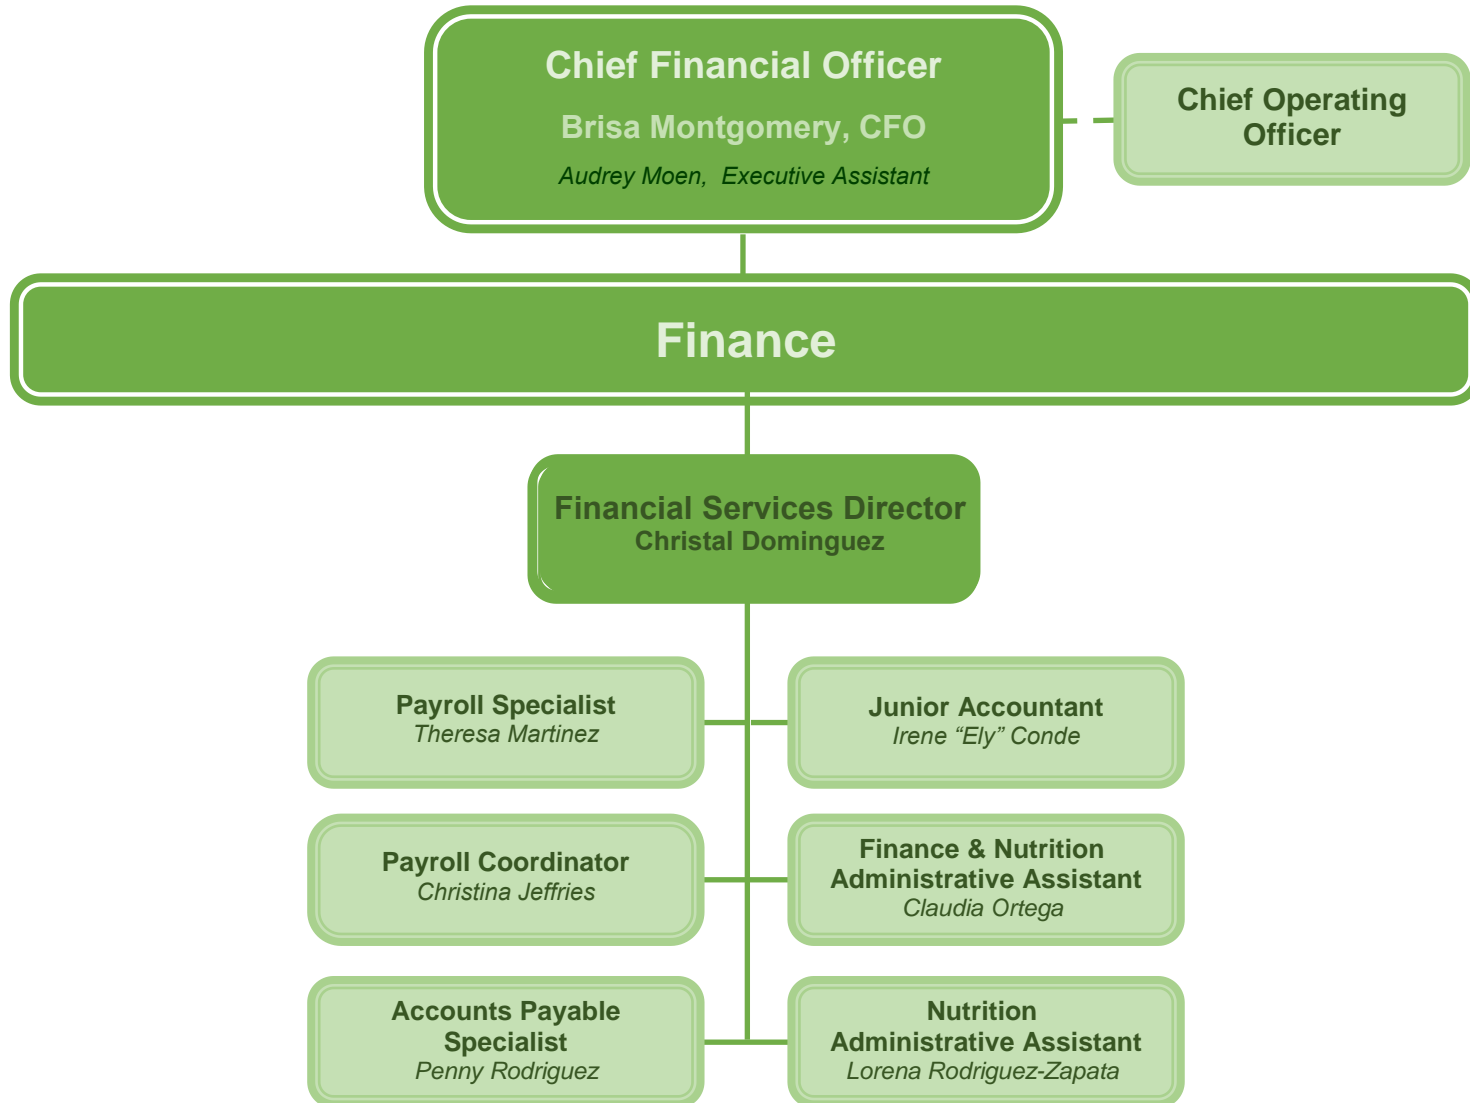 Chief Financial Officer
Brisa Montgomery, CFO
Audrey Moen, Executive Assistant
Chief Operating
Officer
Finance
Financial Services Director
Christal Dominguez
Payroll Specialist
Theresa Martinez
Junior Accountant
Irene “Ely” Conde
Payroll Coordinator
Christina Jeffries
Finance & Nutrition
Administrative Assistant
Claudia Ortega
Accounts Payable
Specialist
Penny Rodriguez
Nutrition
Administrative Assistant
Lorena Rodriguez-Zapata